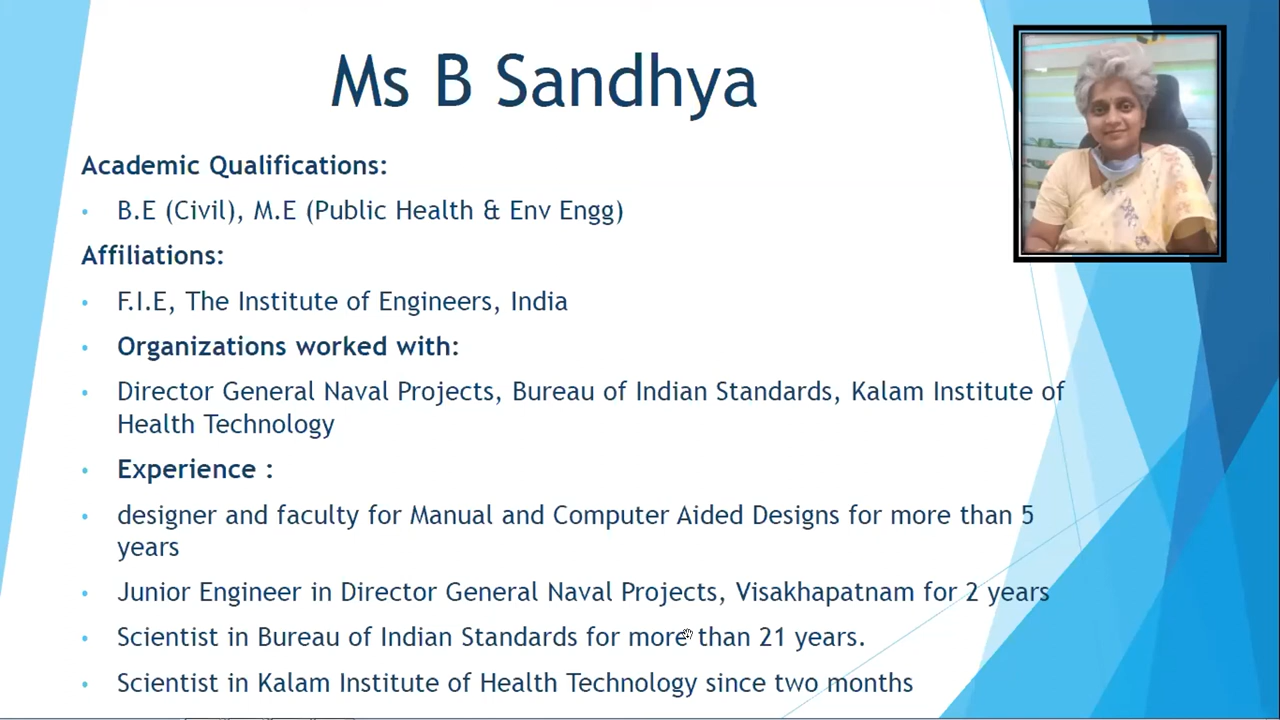 Ms B Sandhya
Academic Qualifications:
• B.E (Civil), M.E (Public Health & Env Engg)
Affiliations:
• F.I.E, The Institute of Engineers, India
• Organizations worked with:
• Director General Naval Projects, Bureau of Indian Standards, Kalam Institute of
Health Technology
• Experience :
• designer and faculty for Manual and Computer Aided Designs for more than 5
years
• Junior Engineer in Director General Naval Projects, Visakhapatnam for 2 years
• Scientist in Bureau of Indian Standards for more than 21 years.
• Scientist in Kalam Institute of Health Technology since two months